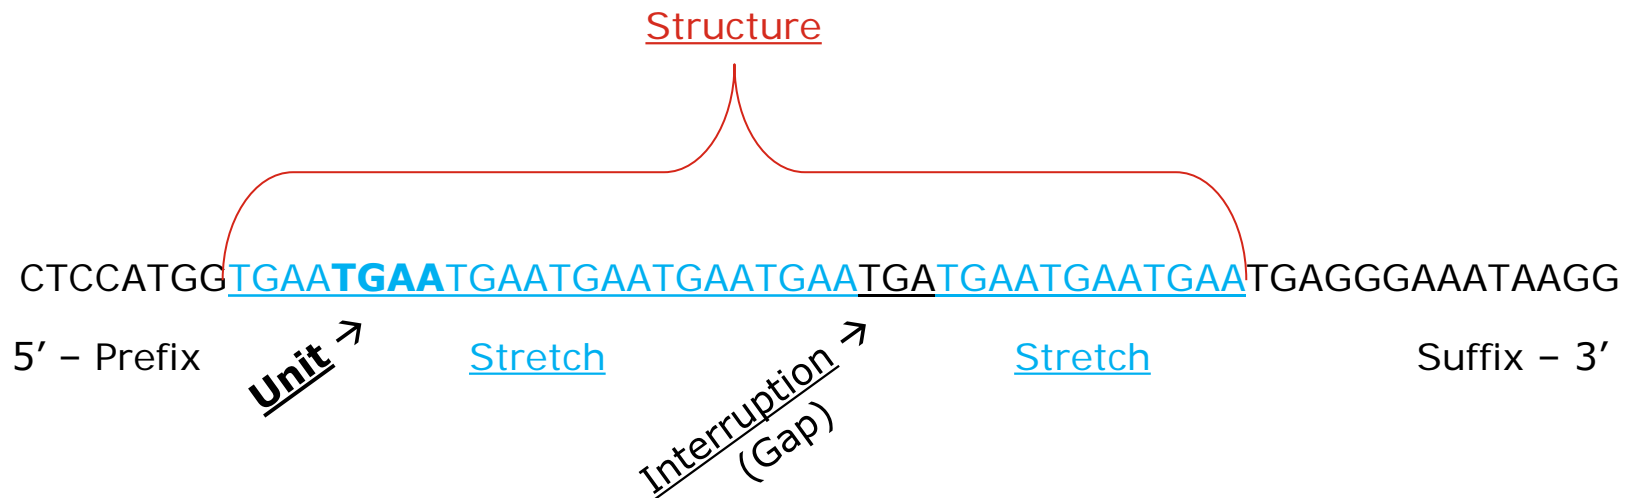 Structure
CTCCATGGTGAATGAATGAATGAATGAATGAATGATGAATGAATGAATGAGGGAAATAAGG
5′ – Prefix
Unit →
Stretch
Interruption →
(Gap)
Stretch
Suffix – 3′